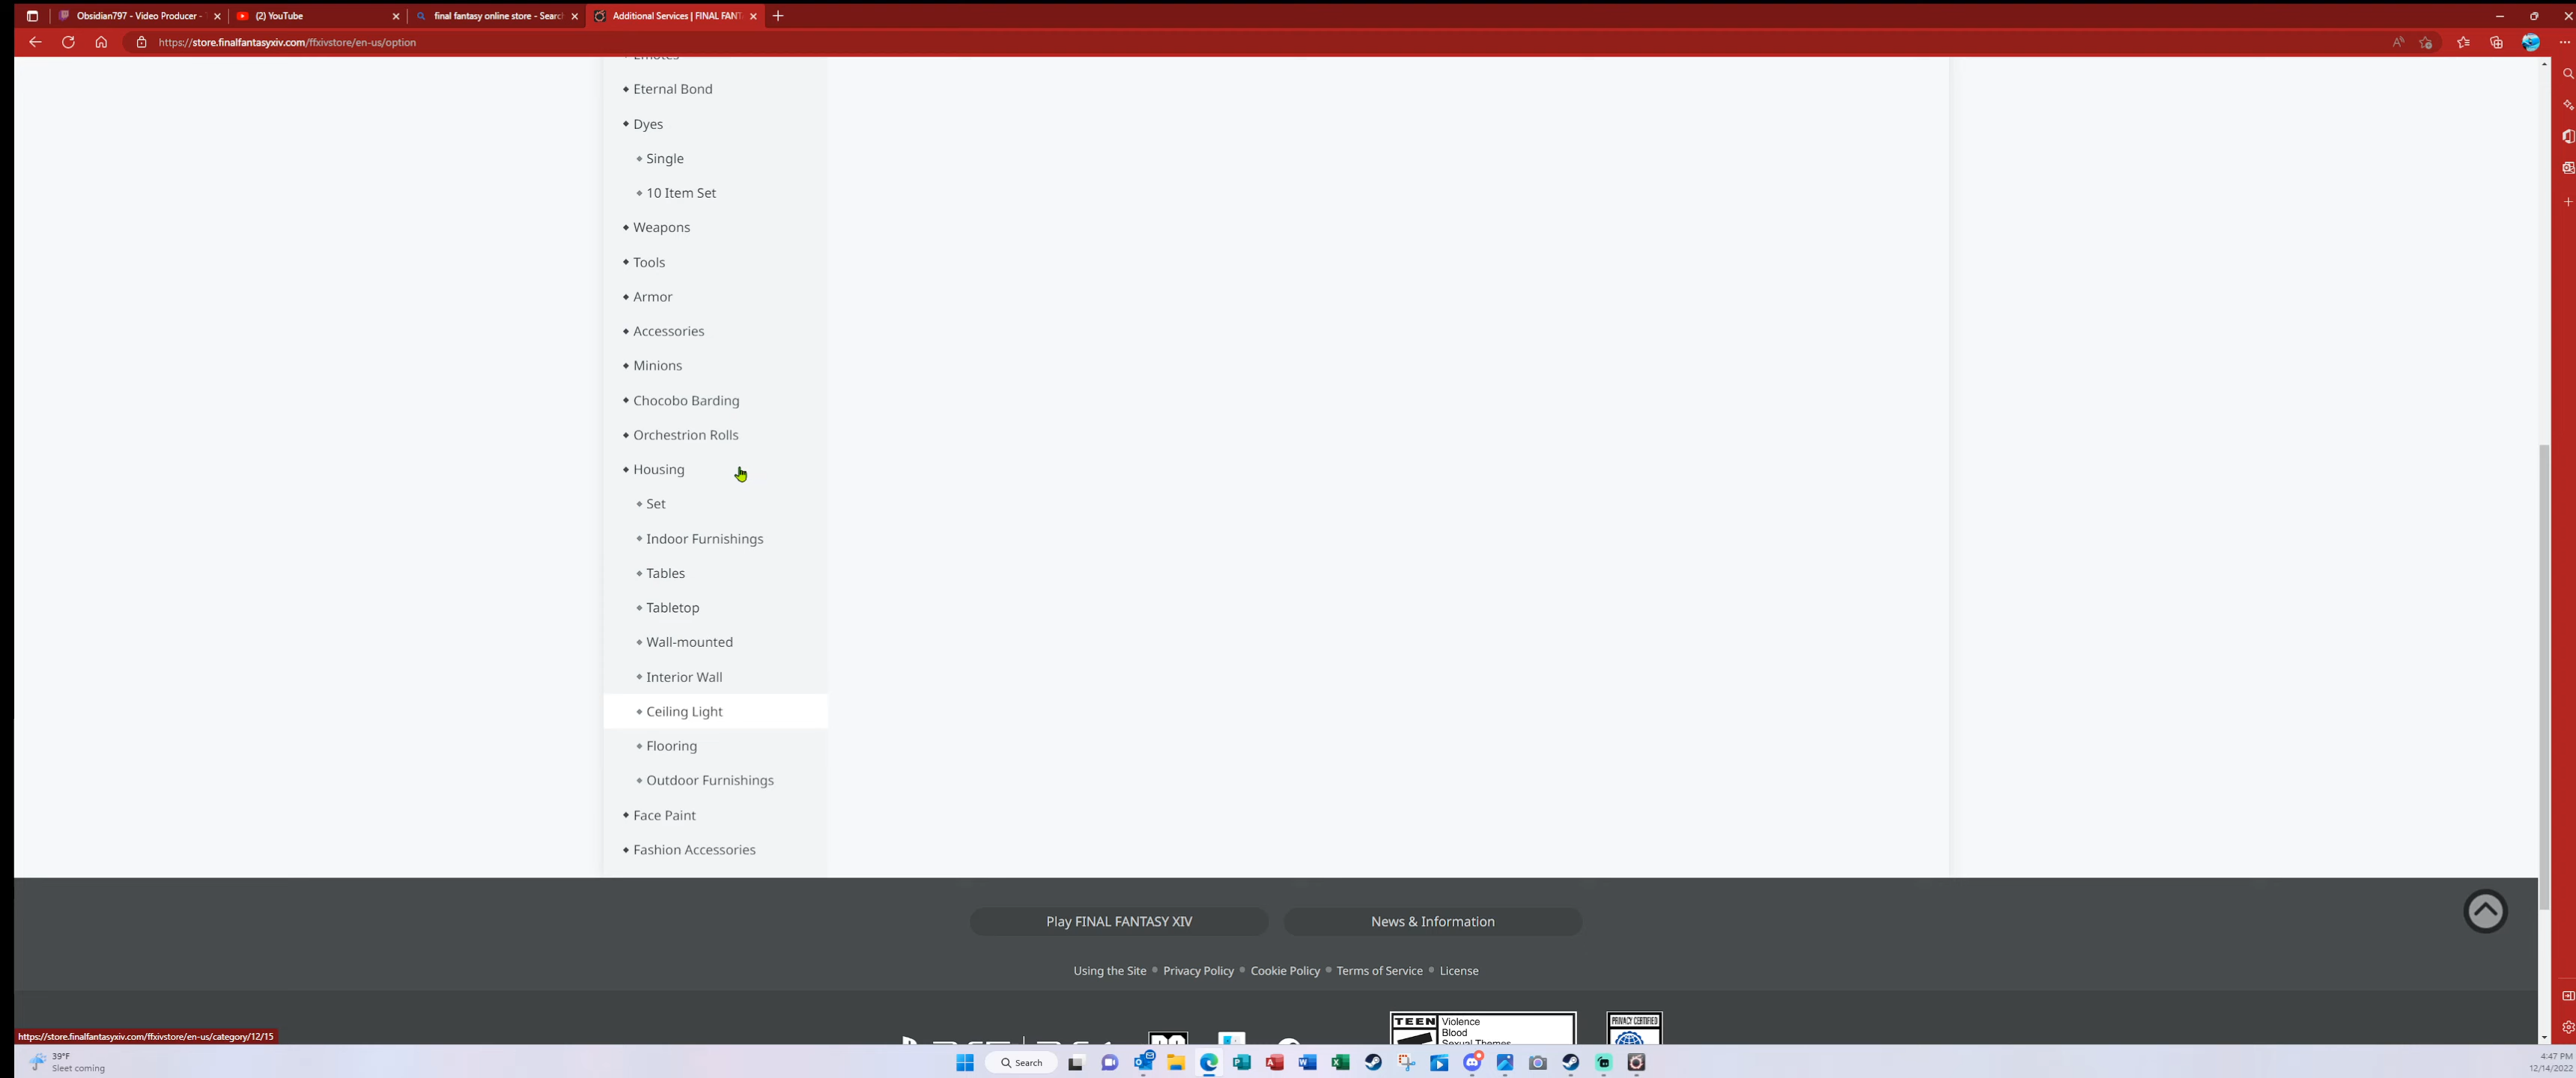 Obsidian797 - Video Producer -
(2) YouTube
final fantasy online store - Search
Additional Services | FINAL FANT
https://store.finalfantasyxiv.com/ffxivstore/en-us/option
Emotes
Eternal Bond
Dyes
Single
10 Item Set
Weapons
Tools
Armor
Accessories
Minions
Chocobo Barding
Orchestrion Rolls
Housing
Set
Indoor Furnishings
Tables
Tabletop
Wall-mounted
Interior Wall
Ceiling Light
Flooring
Outdoor Furnishings
Face Paint
Fashion Accessories
Play FINAL FANTASY XIV
News & Information
Using the Site • Privacy Policy • Cookie Policy • Terms of Service • License
TEEN
Violence
Blood
Sexual Themes
PRIVACY CERTIFIED
https://store.finalfantasyxiv.com/ffxivstore/en-us/category/12/15
39°F
Sleet coming
Search
4:47 PM
12/14/2022